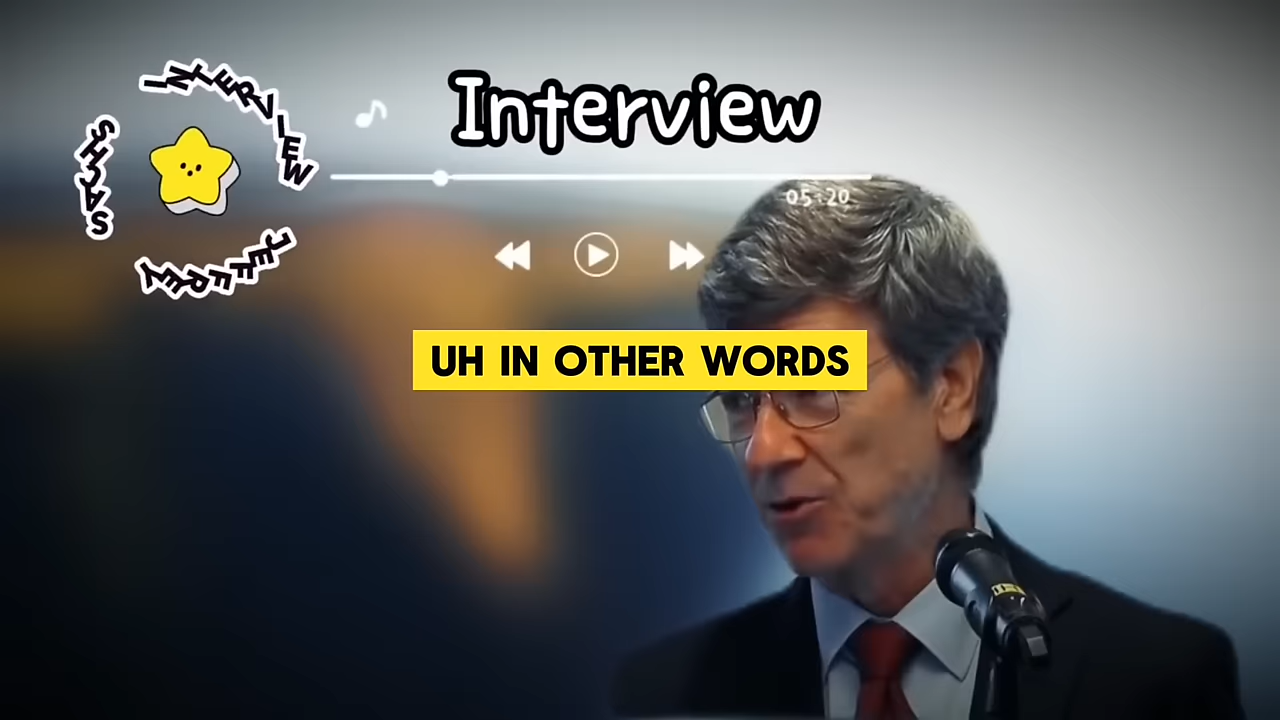 INTERVIEW
JEFFREY
SACHS
Interview
05:20
UH IN OTHER WORDS